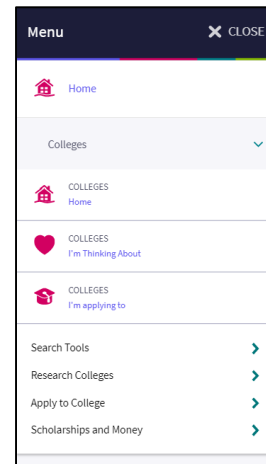 Menu CLOSE
Home
Colleges
COLLEGES
Home
COLLEGES
I'm Thinking About
COLLEGES
I'm applying to
Search Tools
Research Colleges
Apply to College
Scholarships and Money